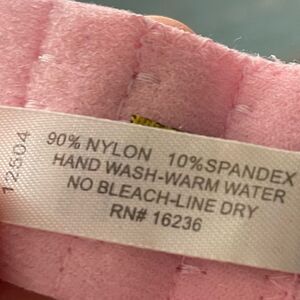 90% NYLON 10%SPANDEX
HAND WASH-WARM WATER
NO BLEACH-LINE DRY
RN# 16236
12504